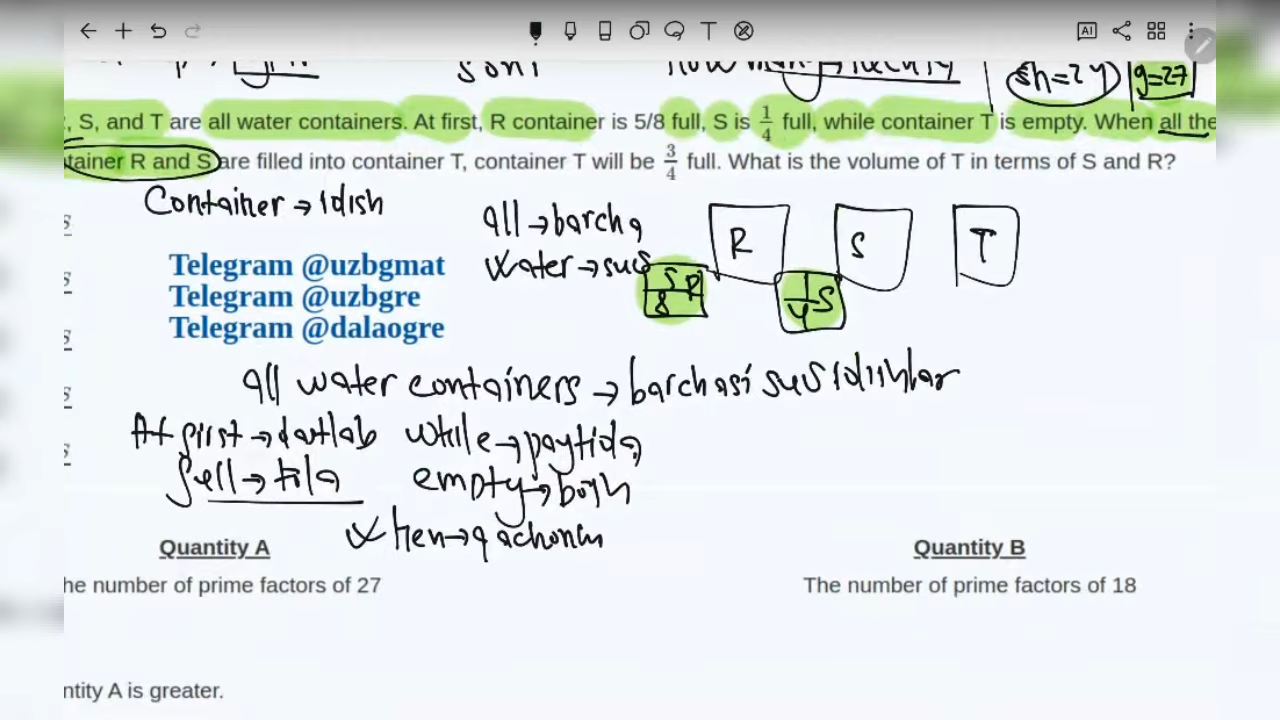 AI
sh=2y
g=27
, S, and T are all water containers. At first, R container is 5/8 full, S is 1/4 full, while container T is empty. When all the
tainer R and S are filled into container T, container T will be 3/4 full. What is the volume of T in terms of S and R?
Container → idish
all → barcha
water → suv
R
S
T
5/8 R
1/4 S
Telegram @uzbgmat
Telegram @uzbgre
Telegram @dalaogre
all water containers → barchasi suv idishlar
At first → dastlab while → paytida
full → to'la empty → bo'sh
When → qachonki
Quantity A
Quantity B
he number of prime factors of 27
The number of prime factors of 18
ntity A is greater.